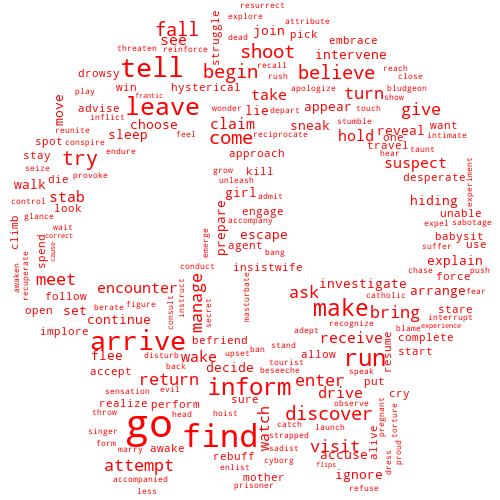 resurrect
explore
attribute
fall
struggle
join
pick
dead
see
embrace
threaten
reinforce
shoot
intervene
tell
begin
recall
believe
reach
drowsy
rush
close
win
hysterical
apologize
turn
bludgeon
play
frantic
take
show
move
inflict
leave
wonder
lie
depart
appear
touch
give
advise
choose
claim
sneak
stumble
reunite
sleep
come
reciprocate
hold
one
reveal
want
conspire
feel
intimate
spot
endure
travel
taunt
hear
stay
try
approach
suspect
seize
provoke
grow
kill
desperate
experiment
walk
die
unleash
stab
girl
admit
hiding
control
look
prepare
accompany
expel
sabotage
glance
engage
unable
climb
wait
escape
babysit
spend
correct
emerge
agent
suffer
use
cause
bang
explain
awaken
recuperate
meet
conduct
insist
wife
chase
push
force
encounter
manage
masturbate
ask
investigate
catholic
arrange
fear
follow
instruct
secret
make
bring
open
set
berate
figure
consult
stare
interrupt
implore
continue
adept
recognize
blame
experience
arrive
befriend
receive
complete
flee
disturb
wake
upset
ban
stand
allow
run
resume
start
accept
back
decide
tourist
speak
return
beseeche
enter
put
sensation
evil
inform
drive
cry
realize
perform
sure
observe
throw
head
hoist
watch
discover
pregnant
torture
singer
go
find
catch
launch
visit
alive
proud
form
strapped
accuse
marry
awake
rebuff
sadist
dress
attempt
enlist
cyborg
flips
ignore
accompanied
mother
less
prisoner
refuse